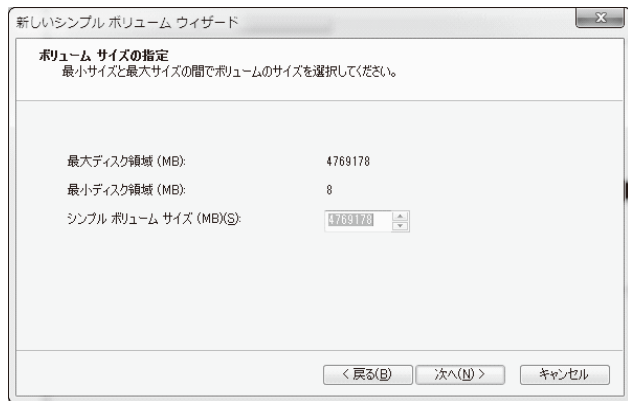 新しいシンプル ボリューム ウィザード
ボリューム サイズの指定
最小サイズと最大サイズの間でボリュームのサイズを選択してください。
最大ディスク領域 (MB): 4769178
最小ディスク領域 (MB): 8
シンプル ボリューム サイズ (MB)(S): 4769178
< 戻る(B) 次へ(N) > キャンセル